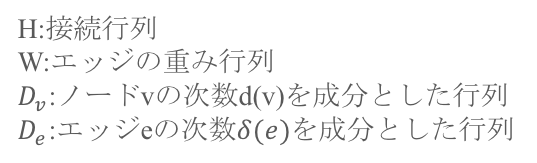 H:接続行列
W:エッジの重み行列
𝐷ᵥ:ノードvの次数d(v)を成分とした行列
𝐷ₑ:エッジeの次数𝛿(𝑒)を成分とした行列